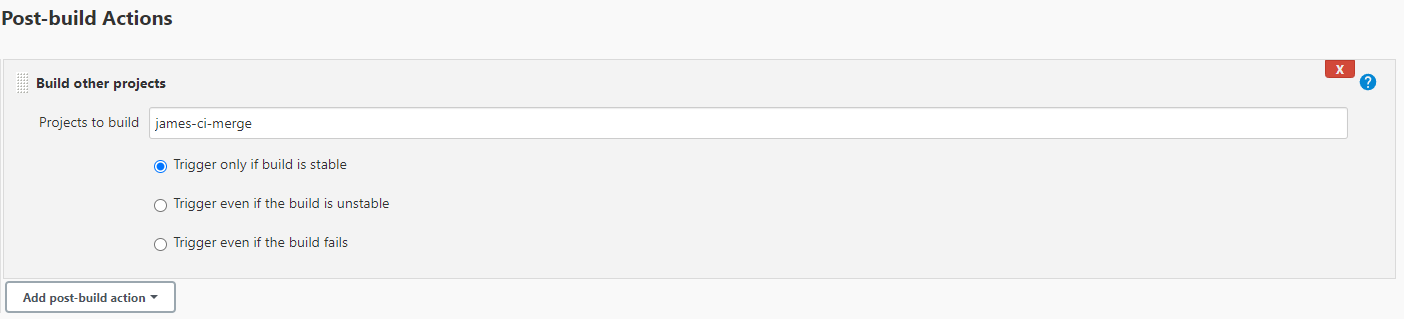 Post-build Actions
Build other projects
X
?
Projects to build
james-ci-merge
Trigger only if build is stable
Trigger even if the build is unstable
Trigger even if the build fails
Add post-build action